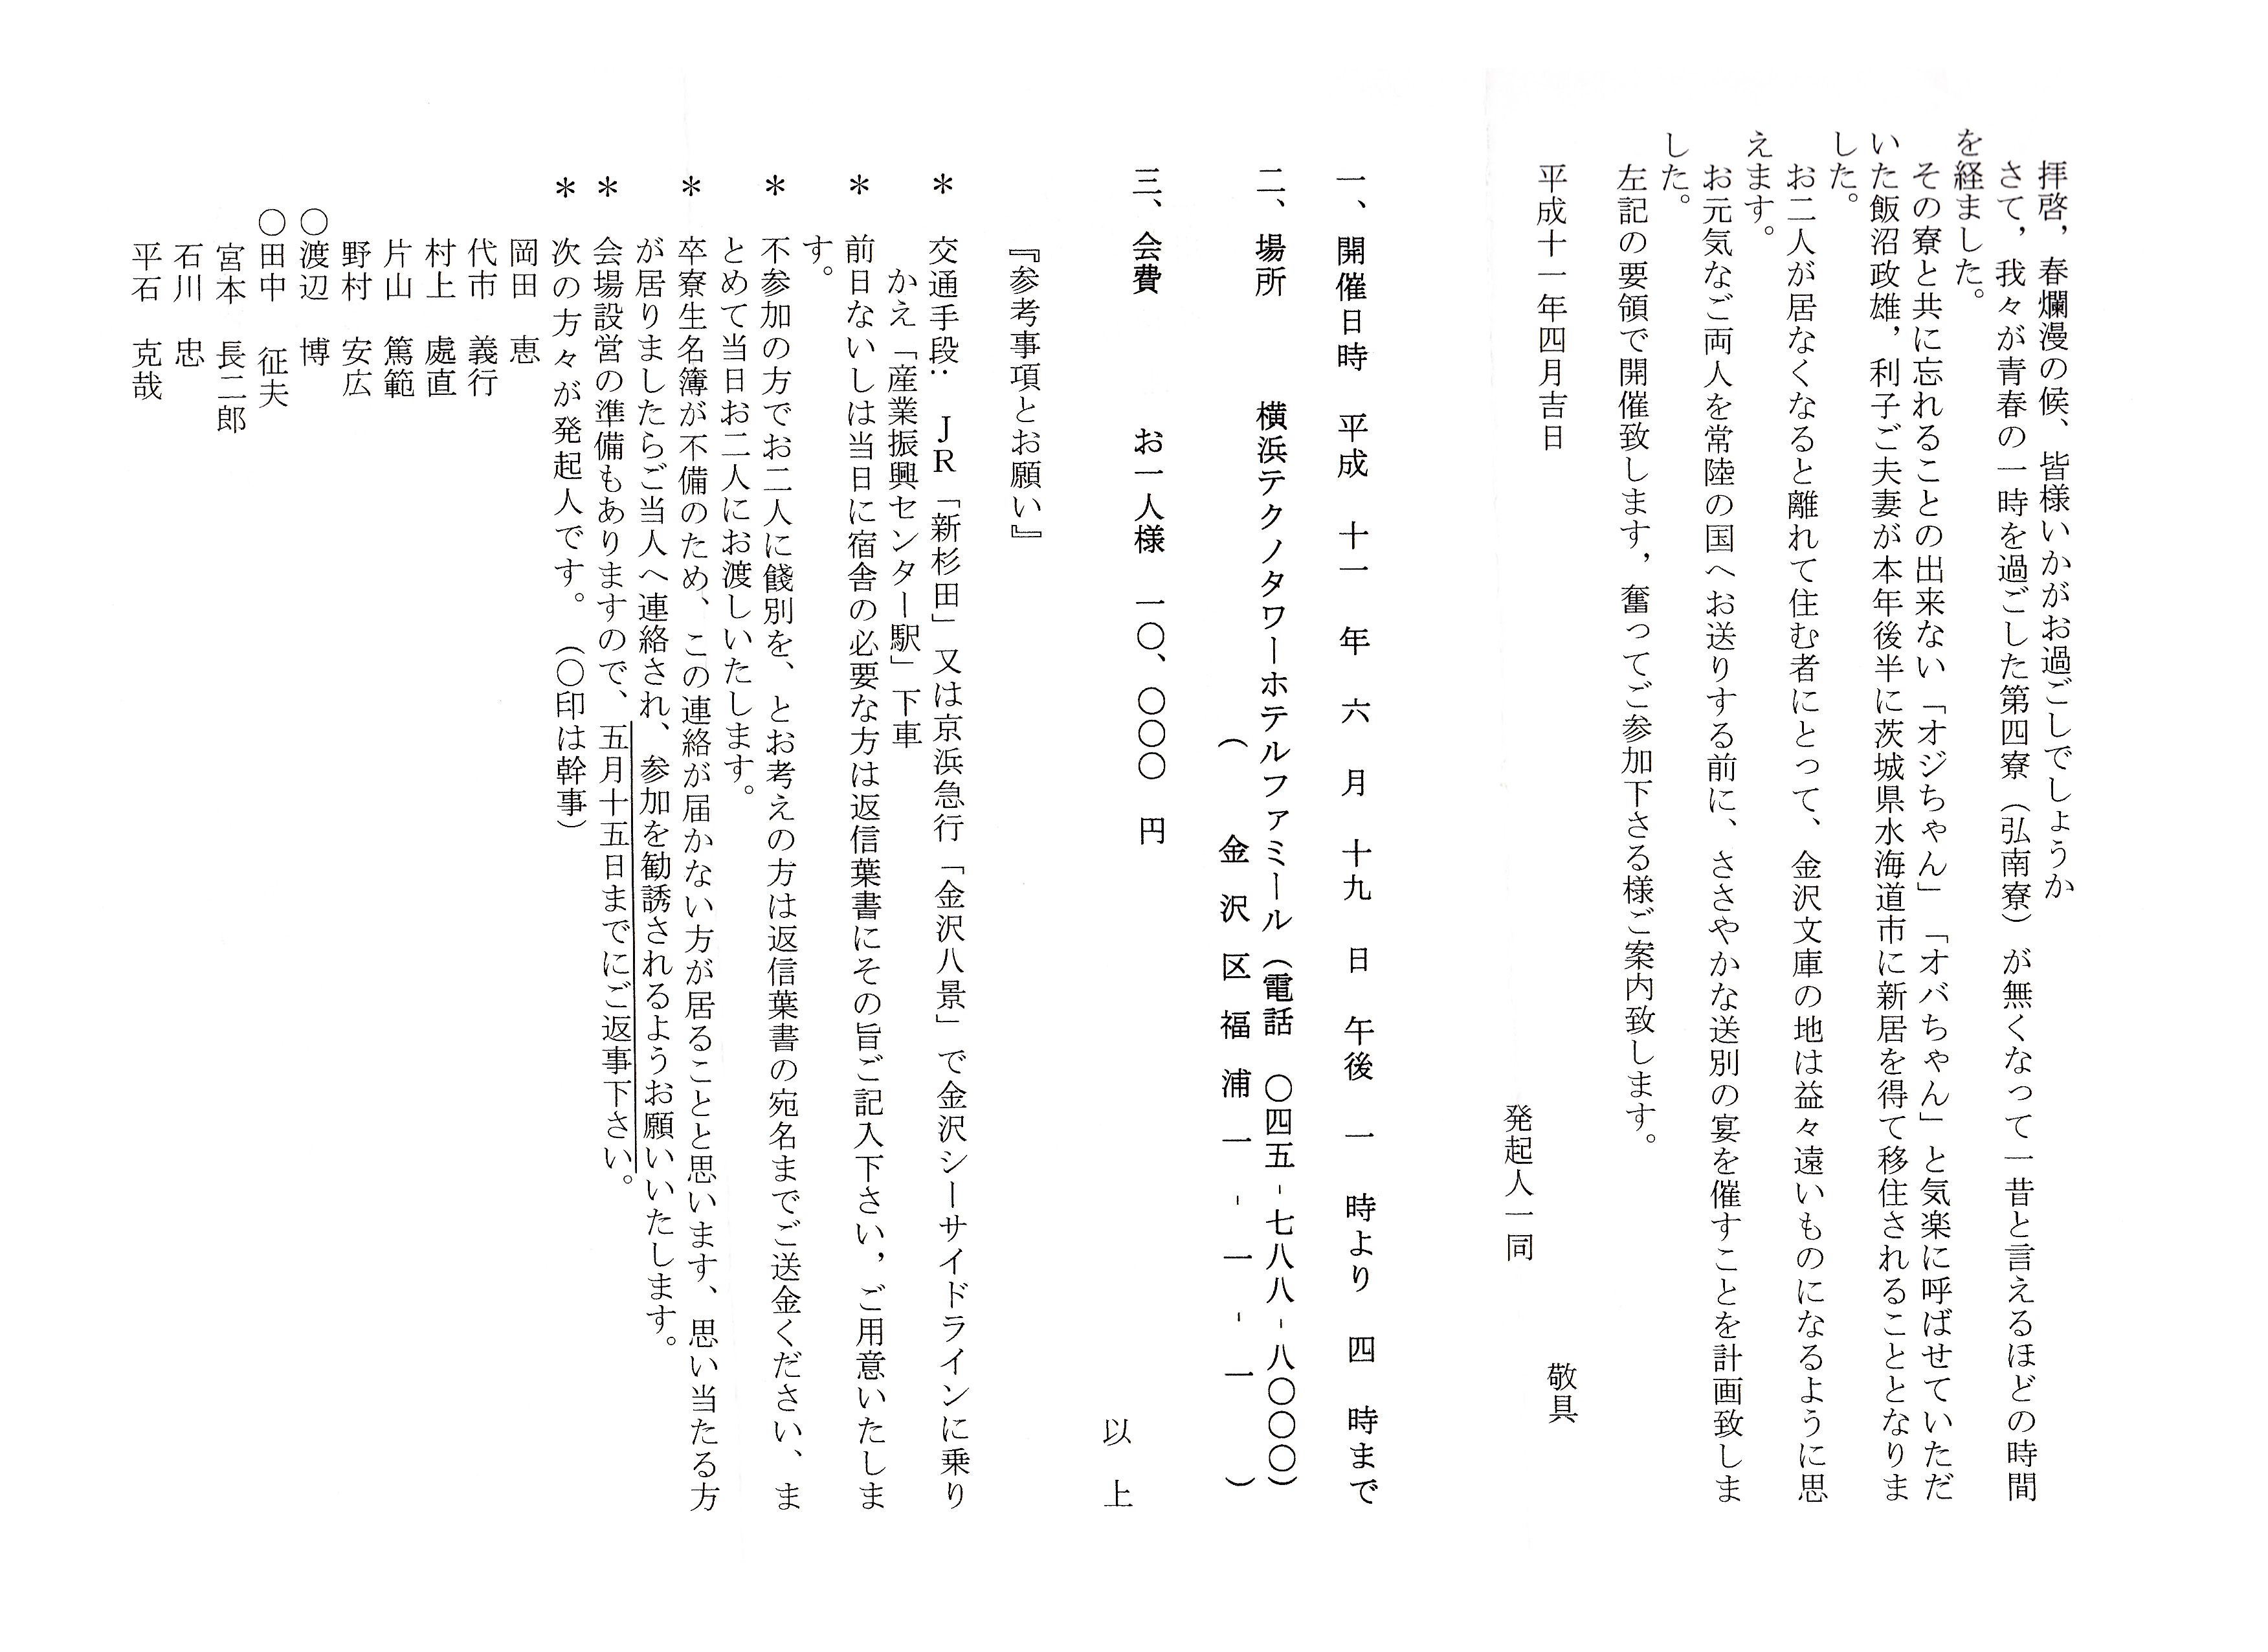 拝啓，春爛漫の候、皆様いかがお過ごしでしょうか
さて，我々が青春の一時を過ごした第四寮（弘南寮）が無くなって一昔と言えるほどの時間
を経ました。
その寮と共に忘れることの出来ない「オジちゃん」「オバちゃん」と気楽に呼ばせていただ
いた飯沼政雄，利子ご夫妻が本年後半に茨城県水海道市に新居を得て移住されることとなりま
した。
お二人が居なくなると離れて住む者にとって、金沢文庫の地は益々遠いものになるように思
えます。
お元気なご両人を常陸の国へお送りする前に、ささやかな送別の宴を催すことを計画致しま
した。
左記の要領で開催致します，奮ってご参加下さる様ご案内致します。
敬具
平成十一年四月吉日
発起人一同
一、開催日時　平成　十一　年　六　月　十九　日　午後　一　時より　四　時まで
二、場所　横浜テクノタワーホテルファミール（電話　〇四五-七八八-八〇〇〇）
（　金沢区福浦一-一-一　）
三、会費　お一人様　一〇、〇〇〇　円
以　上
『参考事項とお願い』
＊　交通手段：　ＪＲ「新杉田」又は京浜急行「金沢八景」で金沢シーサイドラインに乗り
かえ「産業振興センター駅」下車
＊　前日ないしは当日に宿舎の必要な方は返信葉書にその旨ご記入下さい，ご用意いたしま
す。
＊　不参加の方でお二人に餞別を、とお考えの方は返信葉書の宛名までご送金ください、ま
とめて当日お二人にお渡しいたします。
＊　卒寮生名簿が不備のため、この連絡が届かない方が居ることと思います、思い当たる方
が居りましたらご当人へ連絡され、参加を勧誘されるようお願いいたします。
＊　会場設営の準備もありますので、五月十五日までにご返事下さい。
＊　次の方々が発起人です。（〇印は幹事）
岡田　恵
代市　義行
村上　處直
片山　篤範
野村　安広
〇渡辺　博
〇田中　征夫
宮本　長二郎
石川　忠
平石　克哉